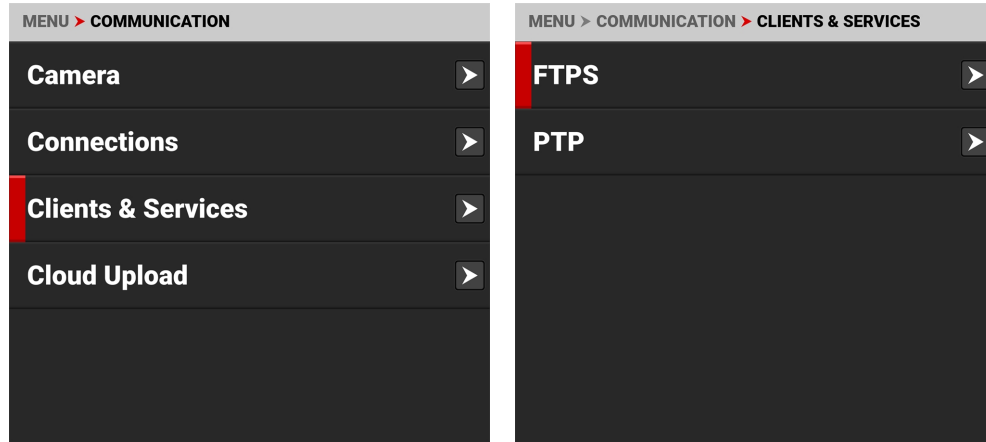 MENU > COMMUNICATION
Camera
Connections
Clients & Services
Cloud Upload
MENU > COMMUNICATION > CLIENTS & SERVICES
FTPS
PTP